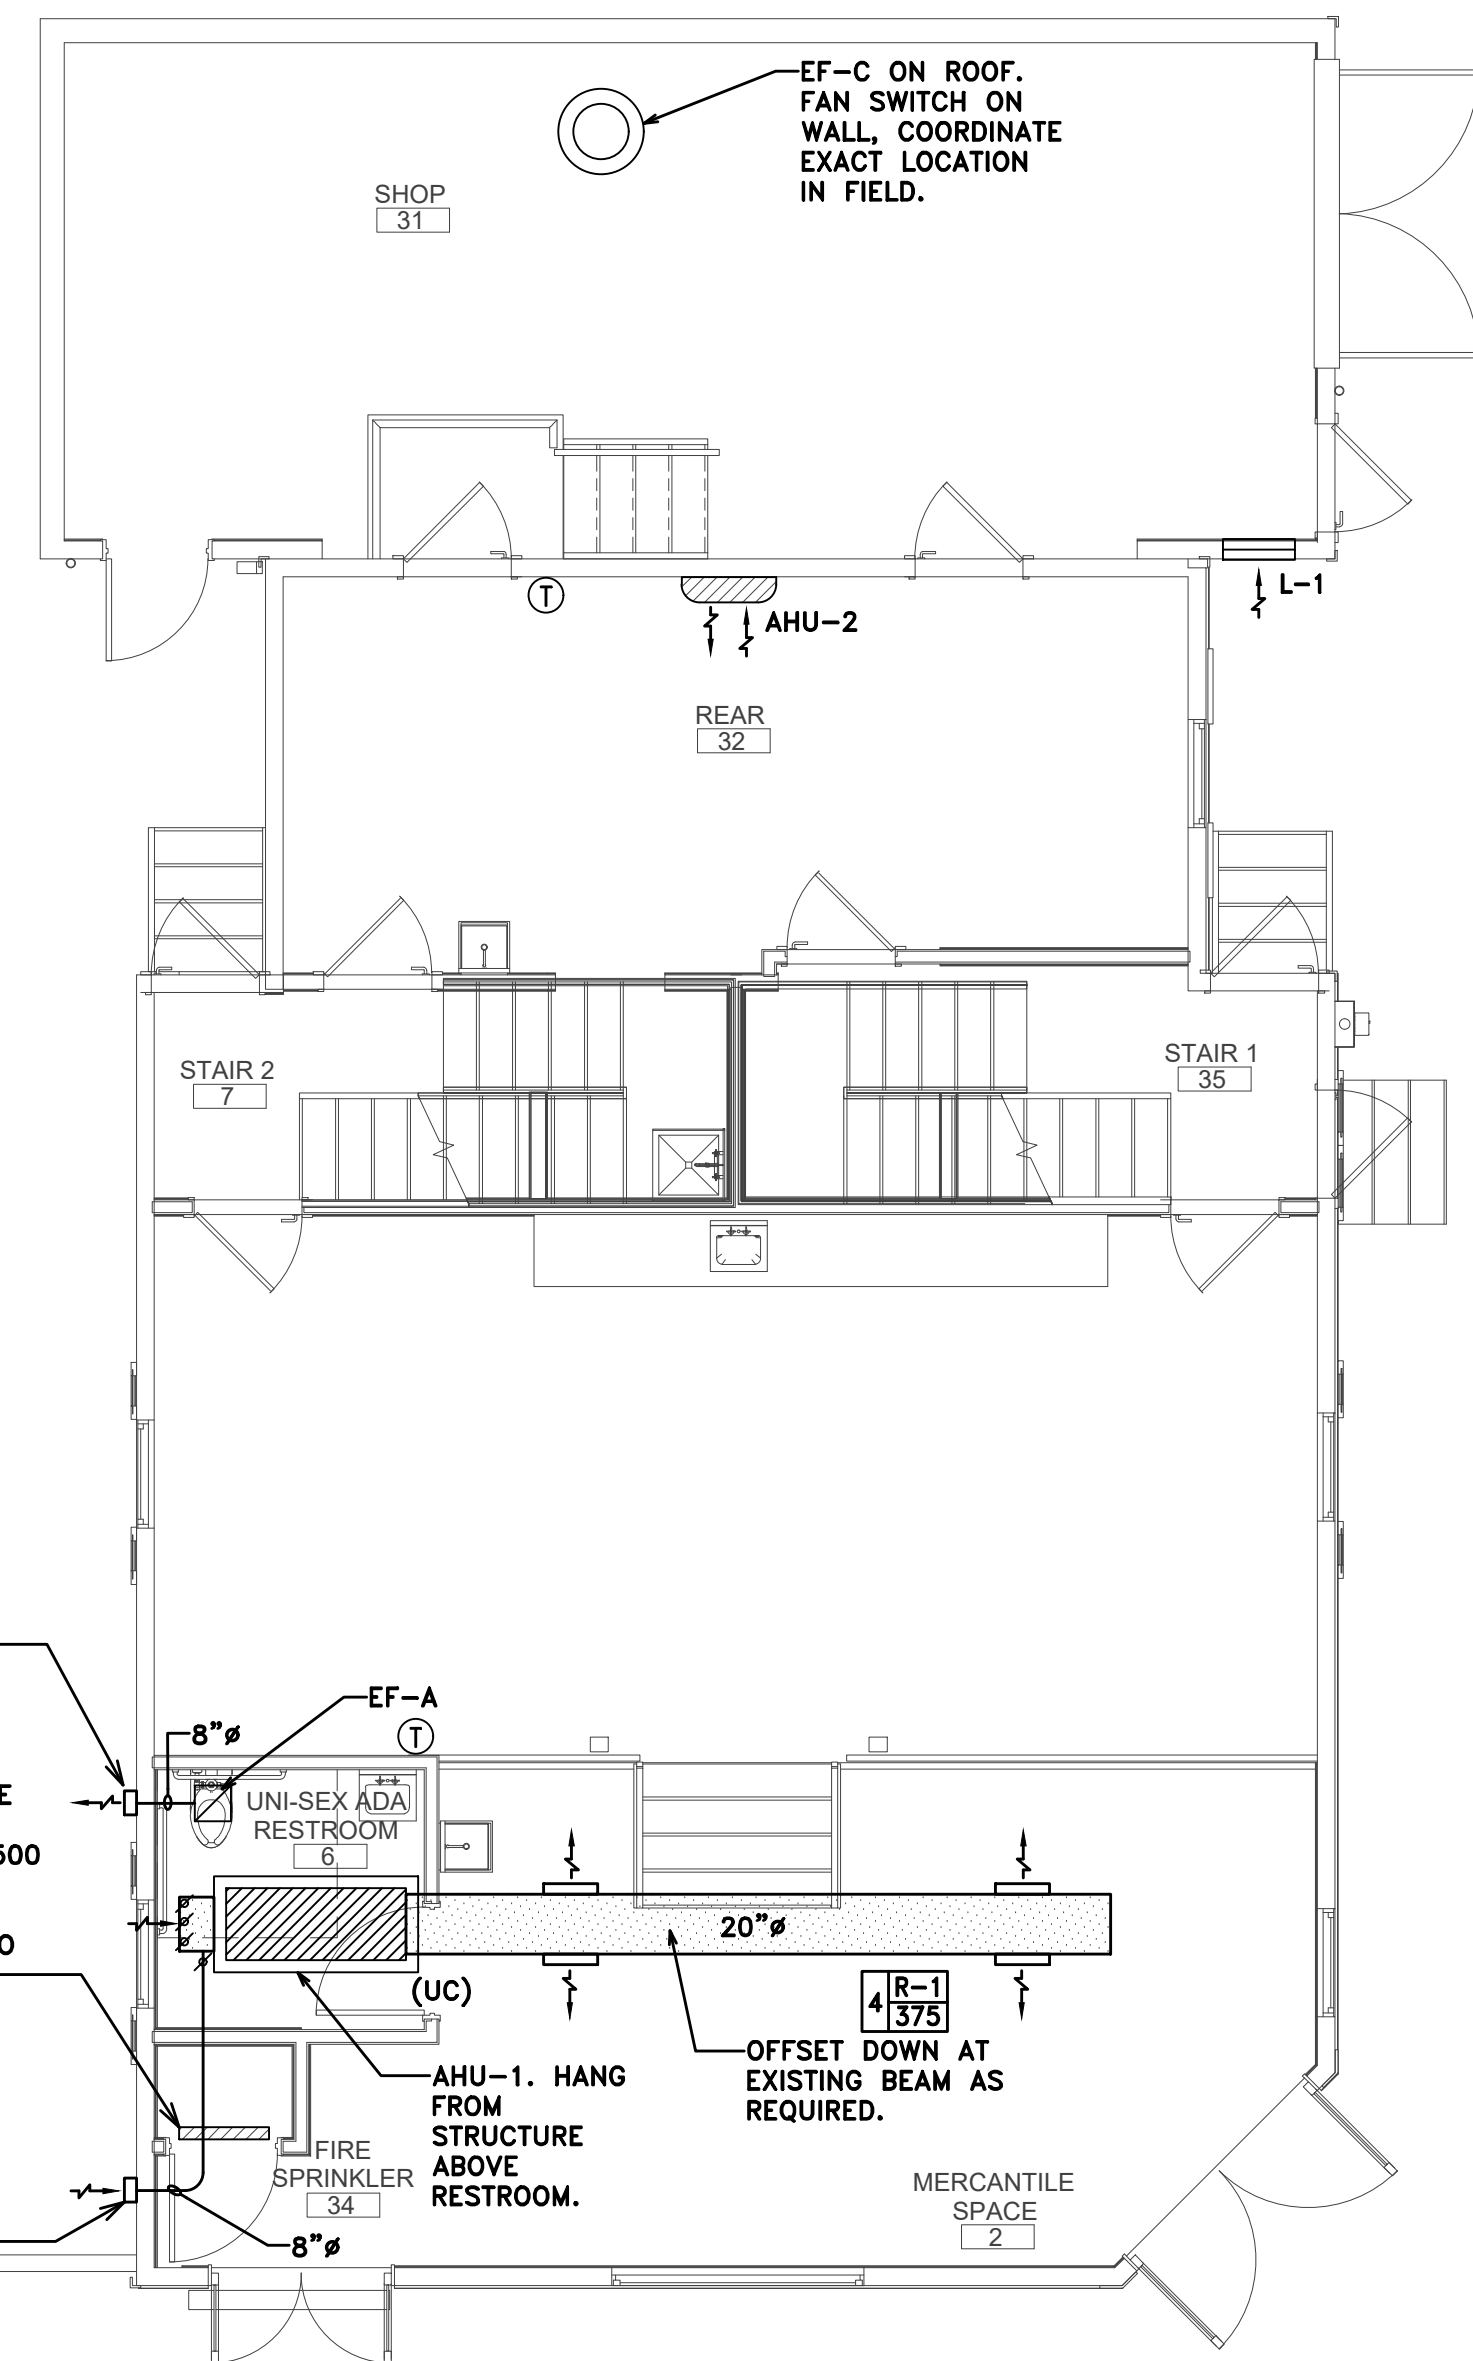 EF-C ON ROOF.
FAN SWITCH ON
WALL, COORDINATE
EXACT LOCATION
IN FIELD.
SHOP
31
L-1
T
AHU-2
REAR
32
STAIR 2
7
STAIR 1
35
EF-A
8"ø
T
UNI-SEX ADA
RESTROOM
6
20"ø
(UC)
4 R-1
375
OFFSET DOWN AT
EXISTING BEAM AS
REQUIRED.
AHU-1. HANG
FROM
STRUCTURE
ABOVE
RESTROOM.
FIRE
SPRINKLER
34
MERCANTILE
SPACE
2
8"ø